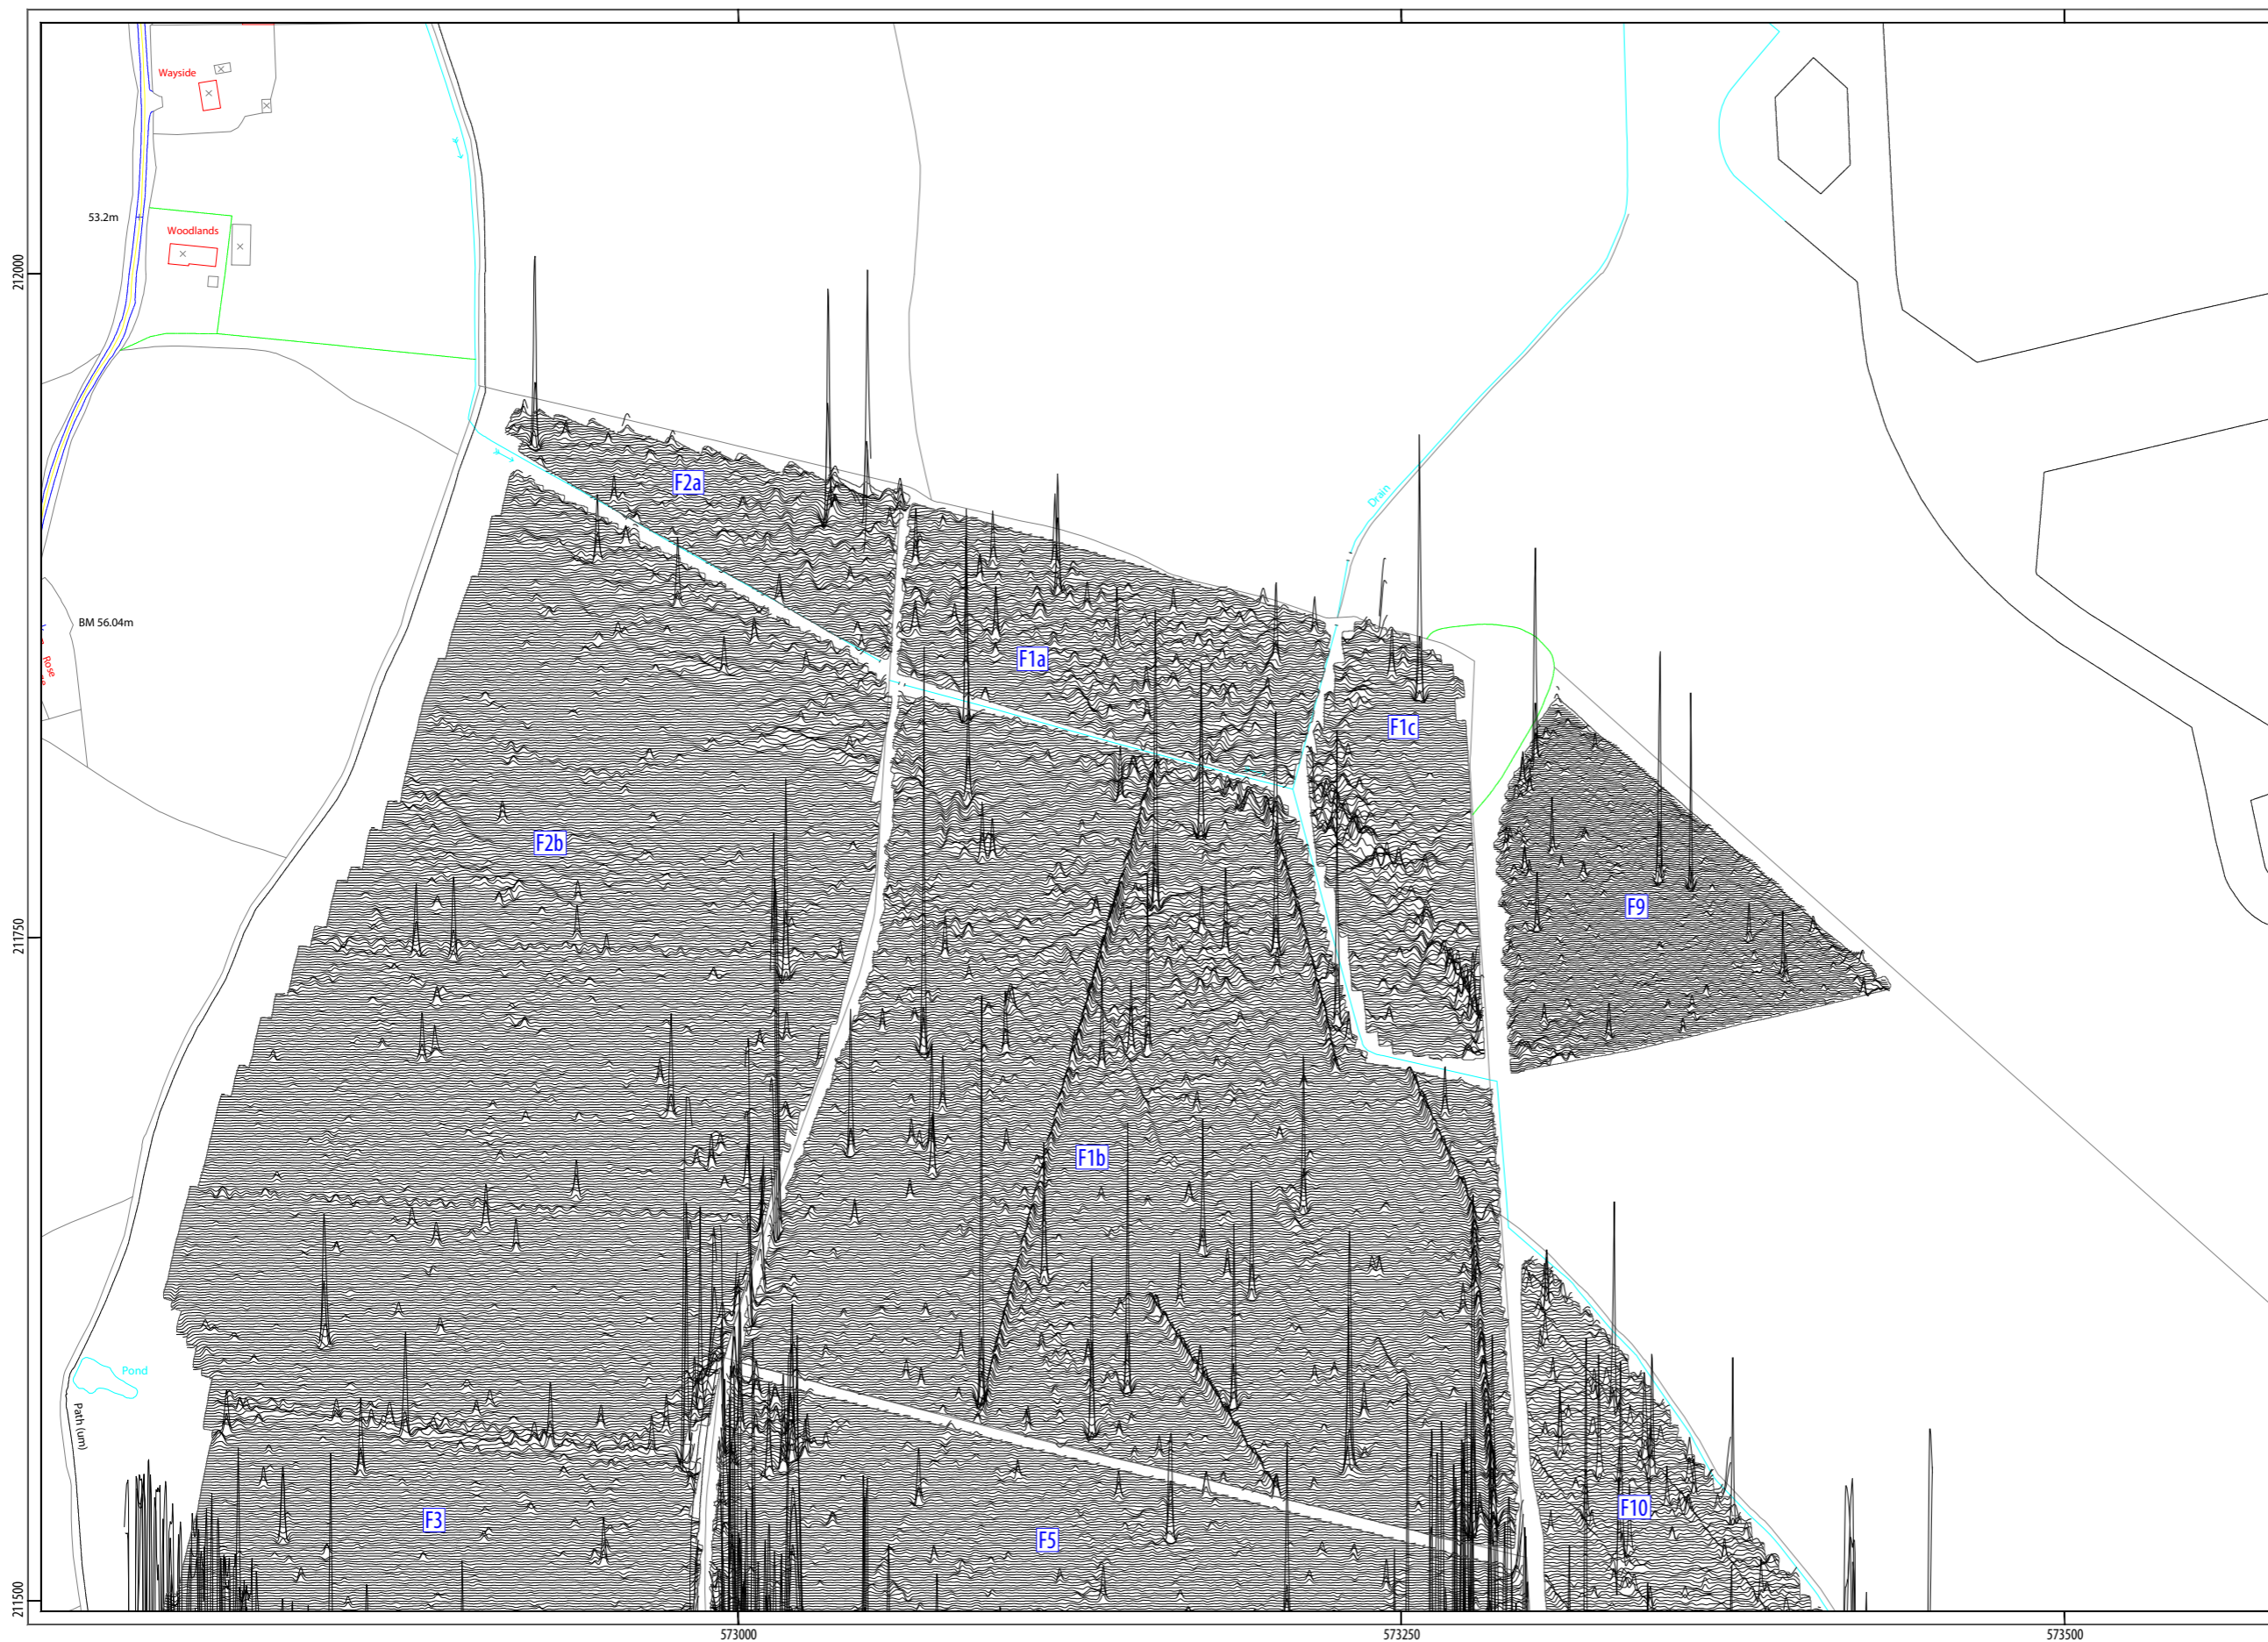 Wayside
53.2m
Woodlands
212000
F2a
Drain
BM 56.04m
Rose
F1a
F1c
F2b
F9
211750
F1b
Pond
Path (um)
F3
F5
F10
211500
573000
573250
573500